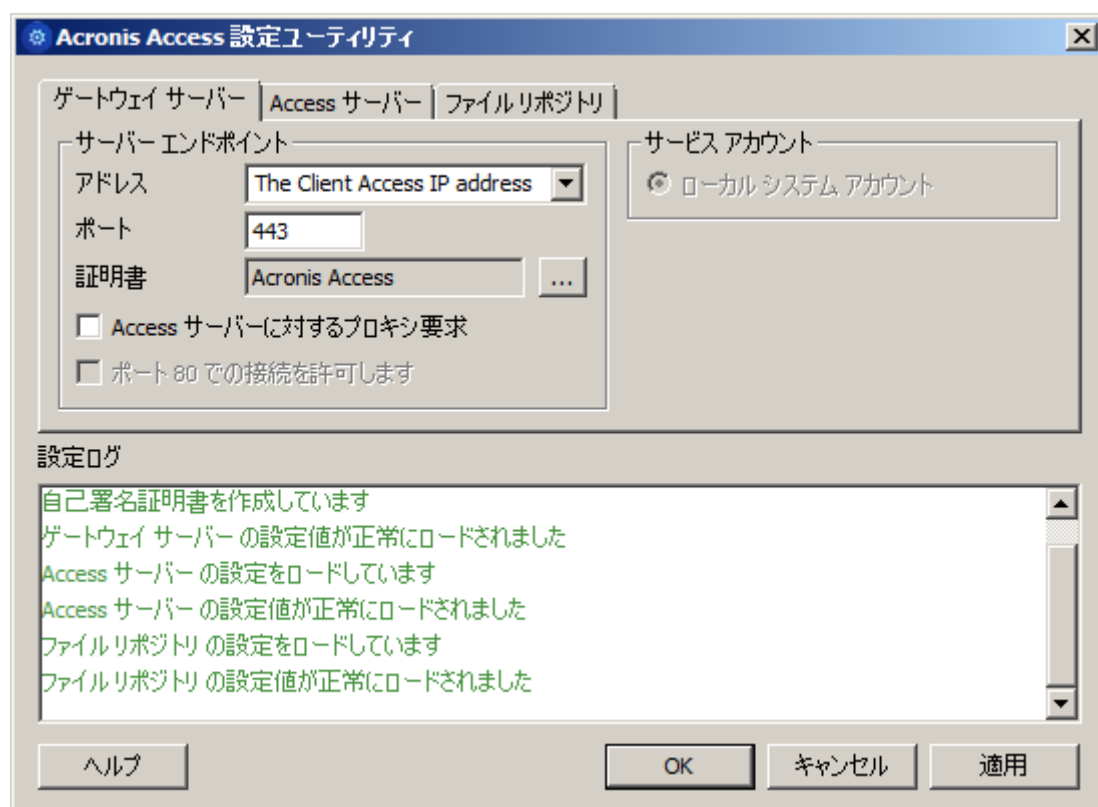 Acronis Access 設定ユーティリティ
ゲートウェイ サーバー
Access サーバー
ファイル リポジトリ
サーバー エンドポイント
アドレス
The Client Access IP address
ポート
443
証明書
Acronis Access
...
Access サーバーに対するプロキシ要求
ポート 80 での接続を許可します
サービス アカウント
ローカル システム アカウント
設定ログ
自己署名証明書を作成しています
ゲートウェイ サーバー の設定値が正常にロードされました
Access サーバー の設定をロードしています
Access サーバー の設定値が正常にロードされました
ファイル リポジトリ の設定をロードしています
ファイル リポジトリ の設定値が正常にロードされました
ヘルプ
OK
キャンセル
適用